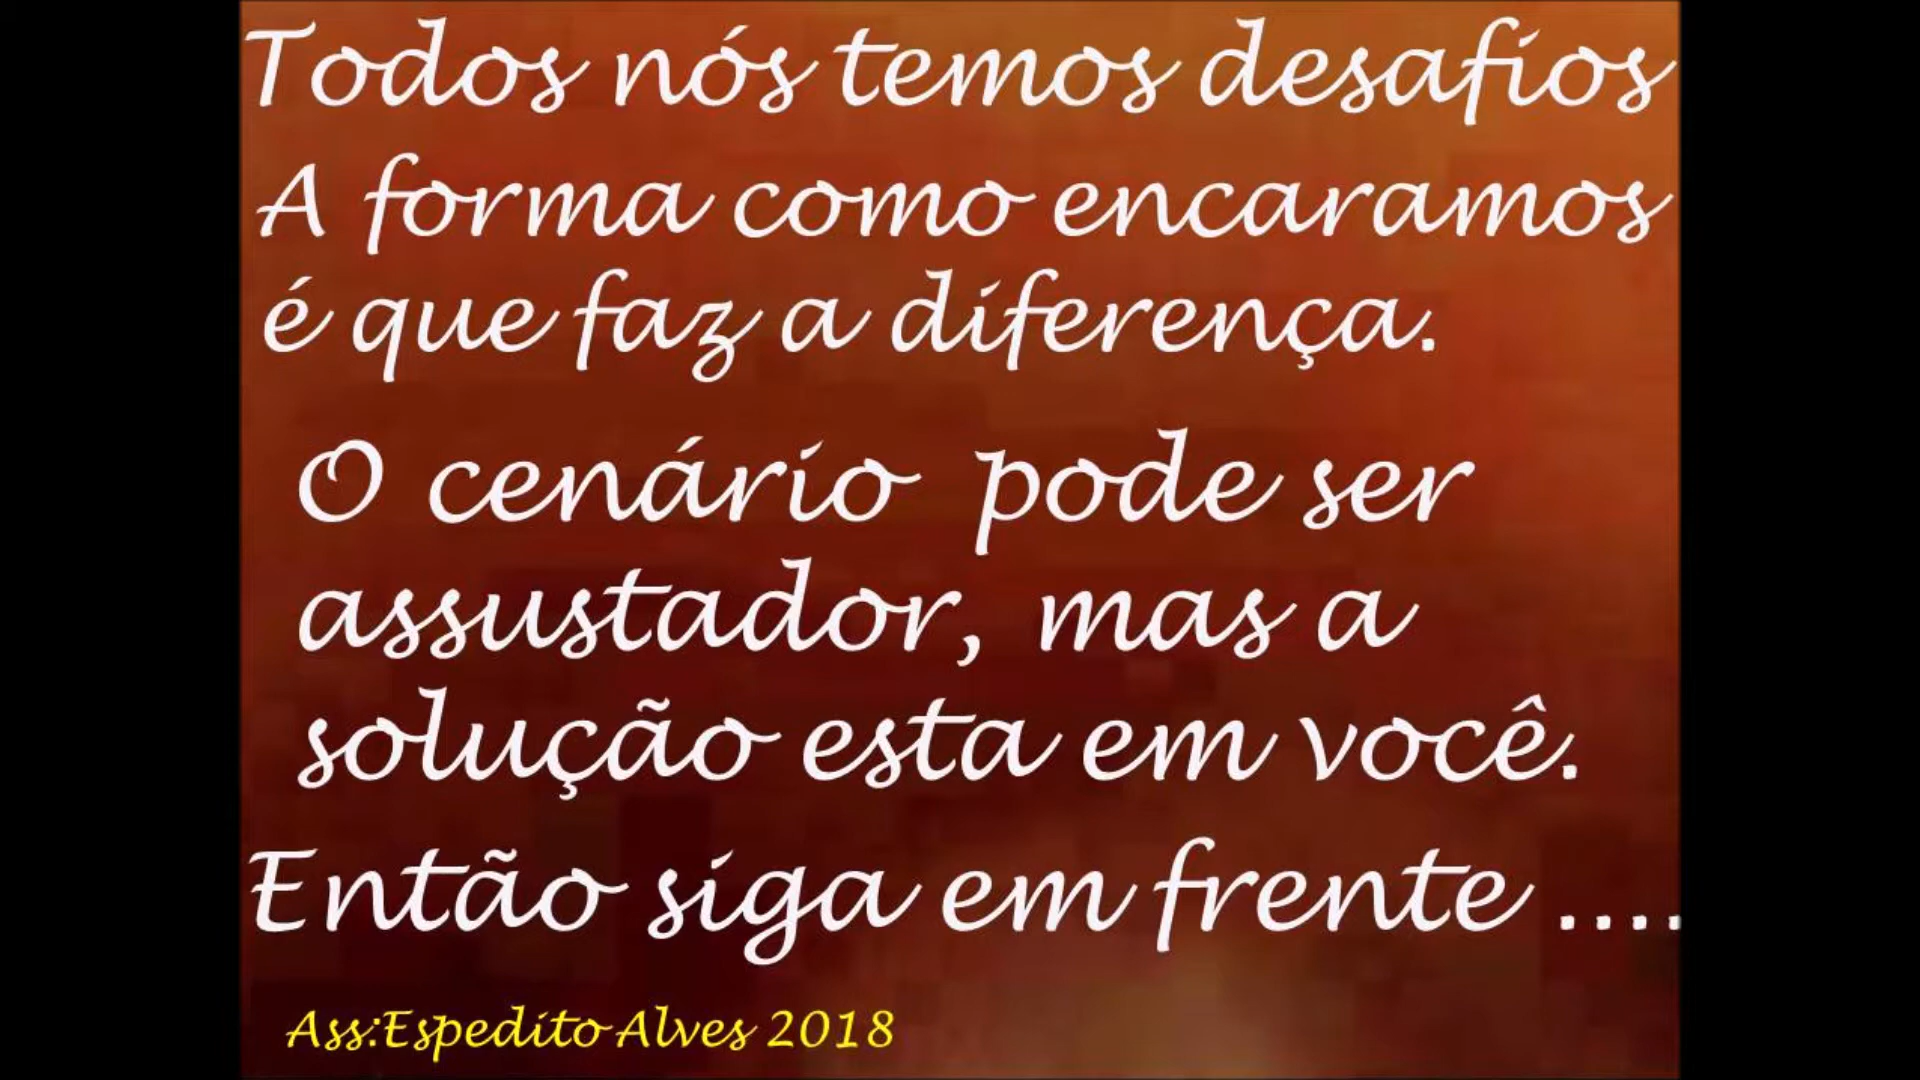 Todos nós temos desafios
A forma como encaramos
é que faz a diferença.
O cenário pode ser
assustador, mas a
solução esta em você.
Então siga em frente ....
Ass:Espedito Alves 2018